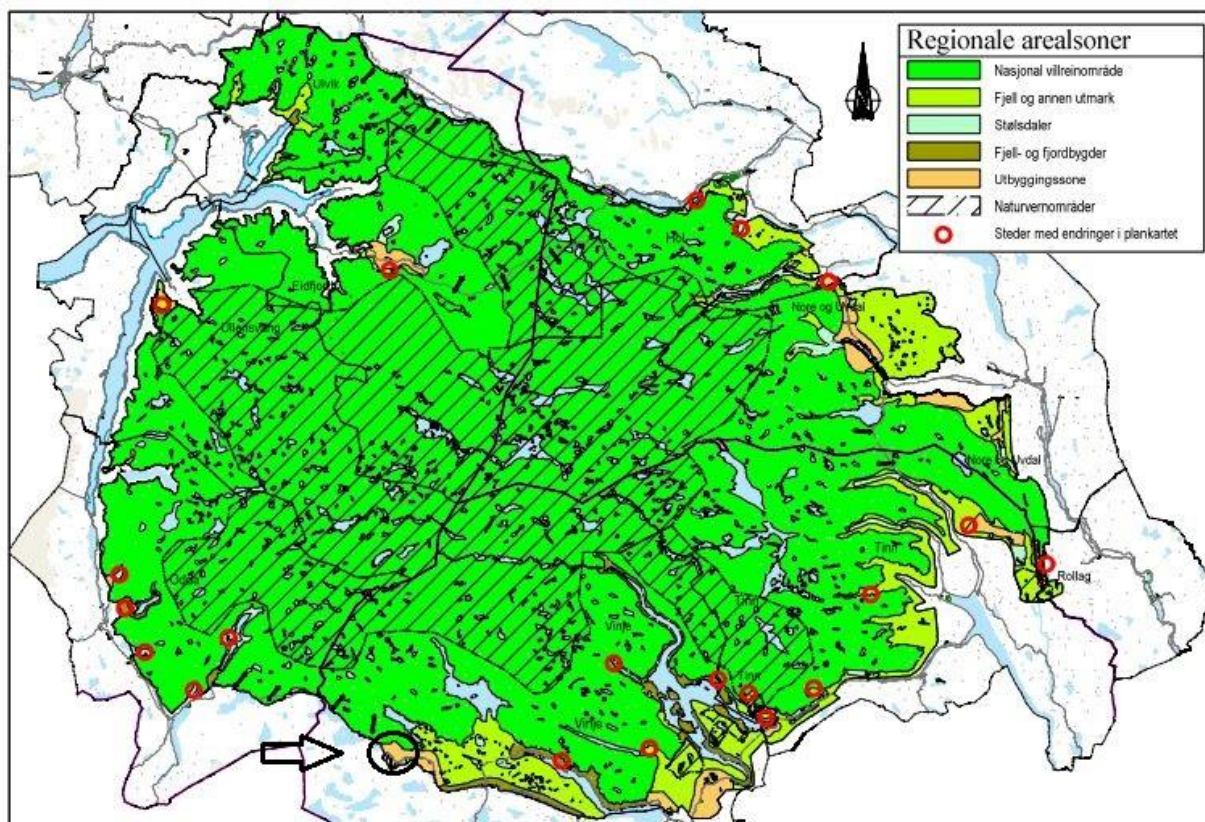 Regionale arealsoner
Nasjonal villreinområde
Fjell og annen utmark
Stølsdaler
Fjell- og fjordbygder
Utbyggingssone
Naturvernområder
Steder med endringer i plankartet
Ulvik
Hol
Eidfjord
Ullensvang
Nore og Uvdal
Nore og Uvdal
Tinn
Rollag
Odda
Tinn
Vinje
Tinn
Vinje